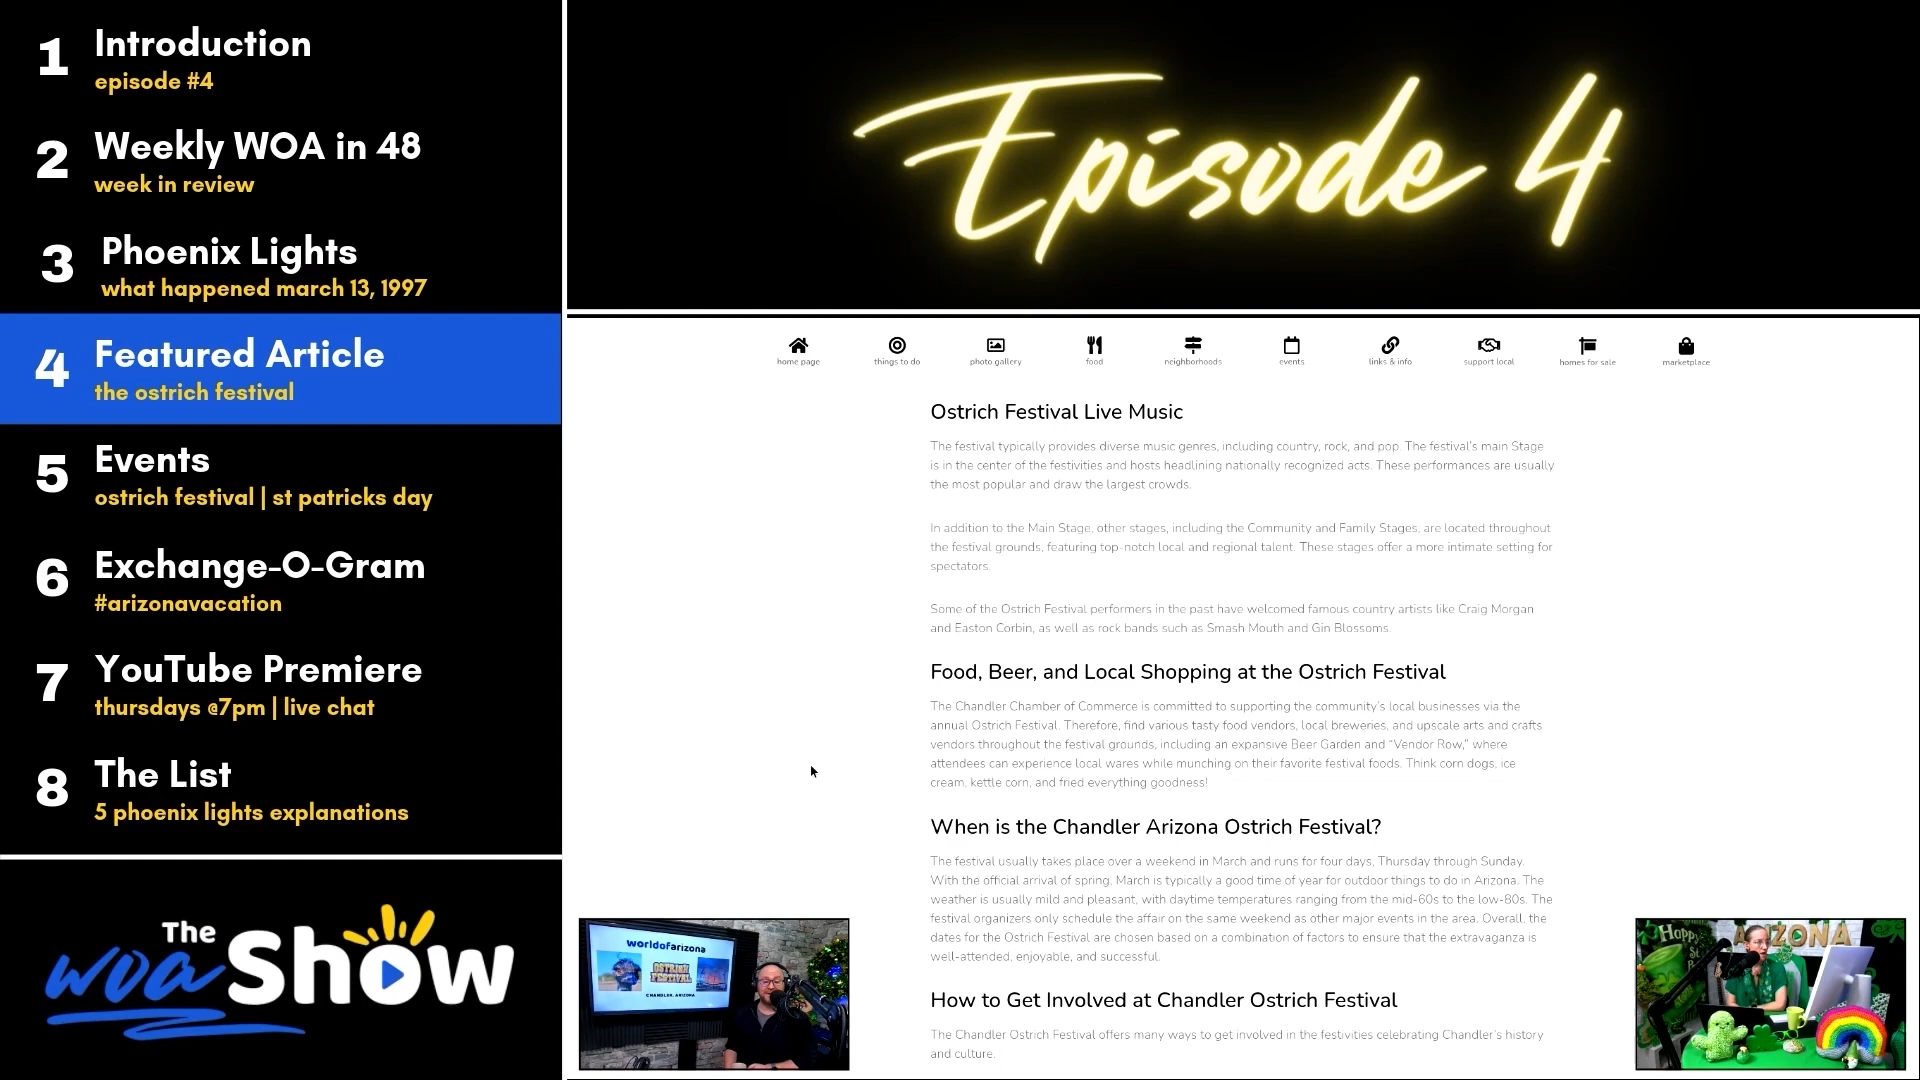 1 Introduction
episode #4
2 Weekly WOA in 48
week in review
3 Phoenix Lights
what happened march 13, 1997
4 Featured Article
the ostrich festival
5 Events
ostrich festival | st patricks day
6 Exchange-O-Gram
#arizonavacation
7 YouTube Premiere
thursdays @7pm | live chat
8 The List
5 phoenix lights explanations
The
woa Show
Episode 4
home page things to do photo gallery food neighborhoods events links & info support local homes for sale marketplace
Ostrich Festival Live Music
The festival typically provides diverse music genres, including country, rock, and pop. The festival's main Stage
is in the center of the festivities and hosts headlining nationally recognized acts. These performances are usually
the most popular and draw the largest crowds.
In addition to the Main Stage, other stages, including the Community and Family Stages, are located throughout
the festival grounds, featuring top-notch local and regional talent. These stages offer a more intimate setting for
spectators.
Some of the Ostrich Festival performers in the past have welcomed famous country artists like Craig Morgan
and Easton Corbin, as well as rock bands such as Smash Mouth and Gin Blossoms.
Food, Beer, and Local Shopping at the Ostrich Festival
The Chandler Chamber of Commerce is committed to supporting the community's local businesses via the
annual Ostrich Festival. Therefore, find various tasty food vendors, local breweries, and upscale arts and crafts
vendors throughout the festival grounds, including an expansive Beer Garden and “Vendor Row,” where
attendees can experience local wares while munching on their favorite festival foods. Think corn dogs, ice
cream, kettle corn, and fried everything goodness!
When is the Chandler Arizona Ostrich Festival?
The festival usually takes place over a weekend in March and runs for four days, Thursday through Sunday.
With the official arrival of spring, March is typically a good time of year for outdoor things to do in Arizona. The
weather is usually mild and pleasant, with daytime temperatures ranging from the mid-60s to the low-80s. The
festival organizers only schedule the affair on the same weekend as other major events in the area. Overall, the
dates for the Ostrich Festival are chosen based on a combination of factors to ensure that the extravaganza is
well-attended, enjoyable, and successful.
How to Get Involved at Chandler Ostrich Festival
The Chandler Ostrich Festival offers many ways to get involved in the festivities celebrating Chandler's history
and culture.
worldofarizona
OSTRICH
FESTIVAL
CHANDLER, ARIZONA
Happy
ARIZONA